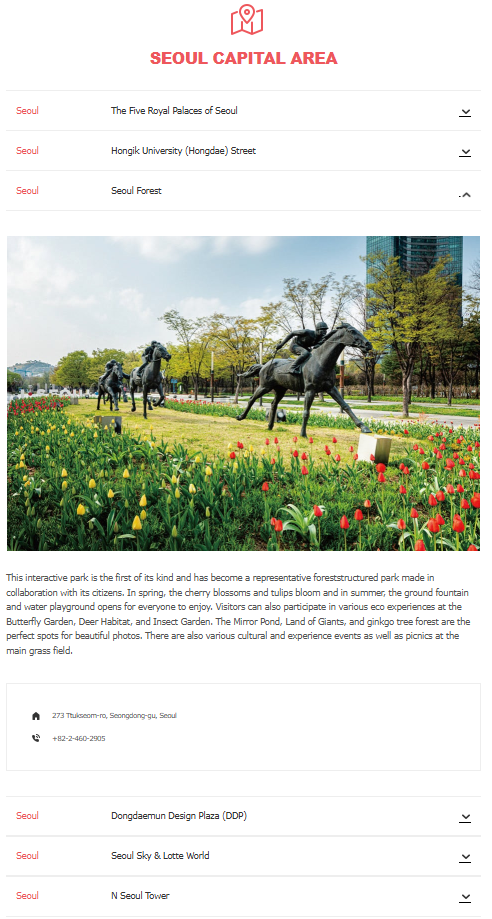 SEOUL CAPITAL AREA
Seoul The Five Royal Palaces of Seoul
Seoul Hongik University (Hongdae) Street
Seoul Seoul Forest
This interactive park is the first of its kind and has become a representative foreststructured park made in
collaboration with its citizens. In spring, the cherry blossoms and tulips bloom and in summer, the ground fountain
and water playground opens for everyone to enjoy. Visitors can also participate in various eco experiences at the
Butterfly Garden, Deer Habitat, and Insect Garden. The Mirror Pond, Land of Giants, and ginkgo tree forest are the
perfect spots for beautiful photos. There are also various cultural and experience events as well as picnics at the
main grass field.
273 Ttukseom-ro, Seongdong-gu, Seoul
+82-2-460-2905
Seoul Dongdaemun Design Plaza (DDP)
Seoul Seoul Sky & Lotte World
Seoul N Seoul Tower